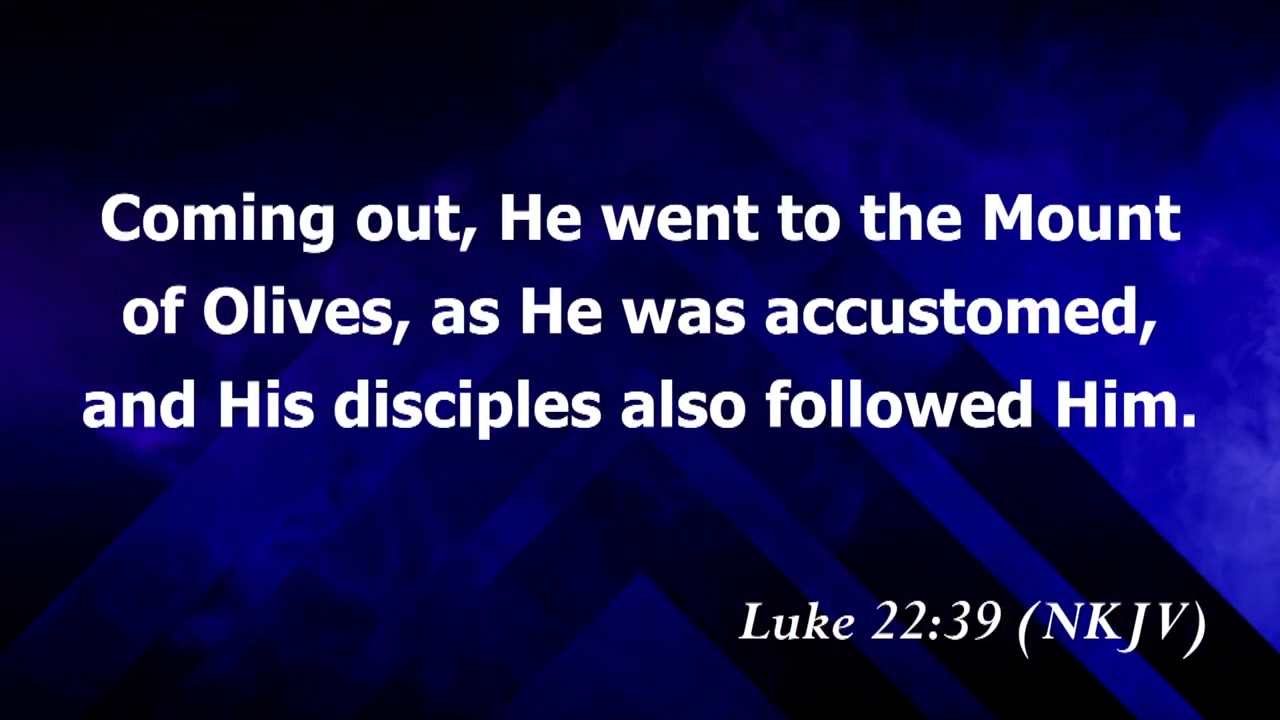 Coming out, He went to the Mount
of Olives, as He was accustomed,
and His disciples also followed Him.
Luke 22:39 (NKJV)